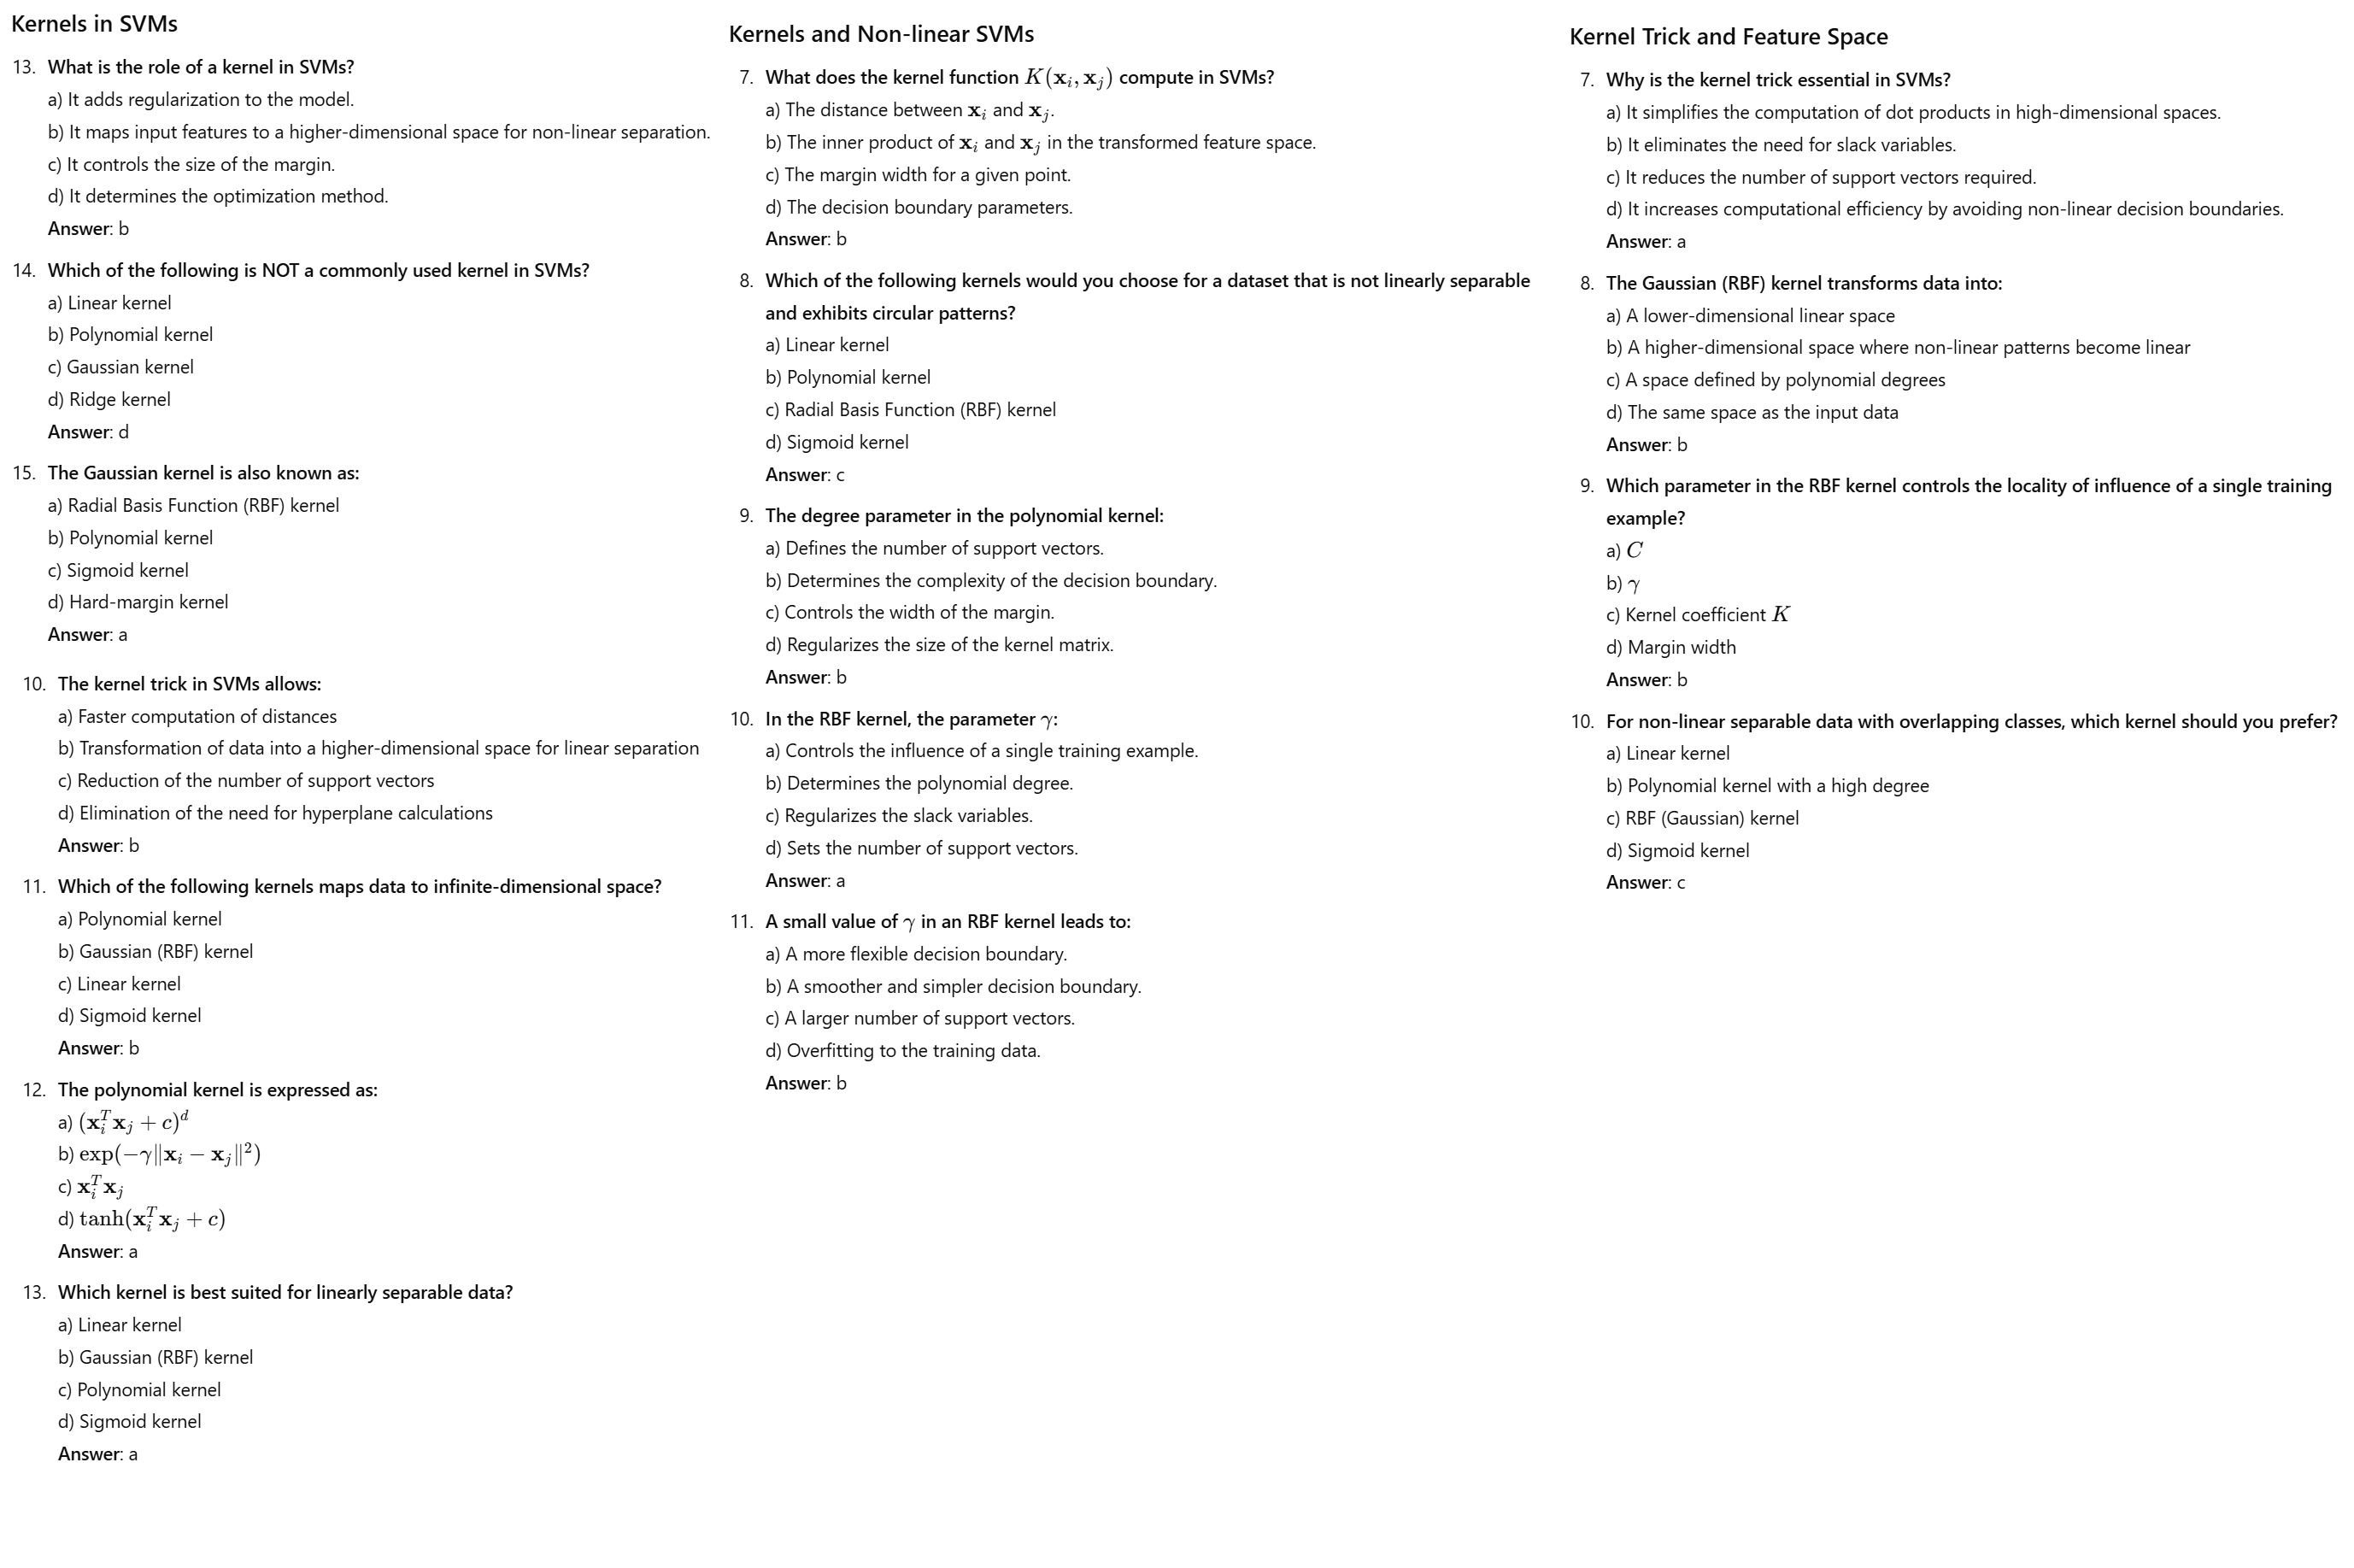 Kernels in SVMs
13. What is the role of a kernel in SVMs?
a) It adds regularization to the model.
b) It maps input features to a higher-dimensional space for non-linear separation.
c) It controls the size of the margin.
d) It determines the optimization method.
Answer: b
14. Which of the following is NOT a commonly used kernel in SVMs?
a) Linear kernel
b) Polynomial kernel
c) Gaussian kernel
d) Ridge kernel
Answer: d
15. The Gaussian kernel is also known as:
a) Radial Basis Function (RBF) kernel
b) Polynomial kernel
c) Sigmoid kernel
d) Hard-margin kernel
Answer: a
10. The kernel trick in SVMs allows:
a) Faster computation of distances
b) Transformation of data into a higher-dimensional space for linear separation
c) Reduction of the number of support vectors
d) Elimination of the need for hyperplane calculations
Answer: b
11. Which of the following kernels maps data to infinite-dimensional space?
a) Polynomial kernel
b) Gaussian (RBF) kernel
c) Linear kernel
d) Sigmoid kernel
Answer: b
12. The polynomial kernel is expressed as:
a) $(\mathbf{x}_i^T \mathbf{x}_j + c)^d$
b) $\exp(-\gamma \|\mathbf{x}_i - \mathbf{x}_j\|^2)$
c) $\mathbf{x}_i^T \mathbf{x}_j$
d) $\tanh(\mathbf{x}_i^T \mathbf{x}_j + c)$
Answer: a
13. Which kernel is best suited for linearly separable data?
a) Linear kernel
b) Gaussian (RBF) kernel
c) Polynomial kernel
d) Sigmoid kernel
Answer: a
Kernels and Non-linear SVMs
7. What does the kernel function $K(\mathbf{x}_i, \mathbf{x}_j)$ compute in SVMs?
a) The distance between $\mathbf{x}_i$ and $\mathbf{x}_j$.
b) The inner product of $\mathbf{x}_i$ and $\mathbf{x}_j$ in the transformed feature space.
c) The margin width for a given point.
d) The decision boundary parameters.
Answer: b
8. Which of the following kernels would you choose for a dataset that is not linearly separable
and exhibits circular patterns?
a) Linear kernel
b) Polynomial kernel
c) Radial Basis Function (RBF) kernel
d) Sigmoid kernel
Answer: c
9. The degree parameter in the polynomial kernel:
a) Defines the number of support vectors.
b) Determines the complexity of the decision boundary.
c) Controls the width of the margin.
d) Regularizes the size of the kernel matrix.
Answer: b
10. In the RBF kernel, the parameter $\gamma$:
a) Controls the influence of a single training example.
b) Determines the polynomial degree.
c) Regularizes the slack variables.
d) Sets the number of support vectors.
Answer: a
11. A small value of $\gamma$ in an RBF kernel leads to:
a) A more flexible decision boundary.
b) A smoother and simpler decision boundary.
c) A larger number of support vectors.
d) Overfitting to the training data.
Answer: b
Kernel Trick and Feature Space
7. Why is the kernel trick essential in SVMs?
a) It simplifies the computation of dot products in high-dimensional spaces.
b) It eliminates the need for slack variables.
c) It reduces the number of support vectors required.
d) It increases computational efficiency by avoiding non-linear decision boundaries.
Answer: a
8. The Gaussian (RBF) kernel transforms data into:
a) A lower-dimensional linear space
b) A higher-dimensional space where non-linear patterns become linear
c) A space defined by polynomial degrees
d) The same space as the input data
Answer: b
9. Which parameter in the RBF kernel controls the locality of influence of a single training
example?
a) $C$
b) $\gamma$
c) Kernel coefficient $K$
d) Margin width
Answer: b
10. For non-linear separable data with overlapping classes, which kernel should you prefer?
a) Linear kernel
b) Polynomial kernel with a high degree
c) RBF (Gaussian) kernel
d) Sigmoid kernel
Answer: c